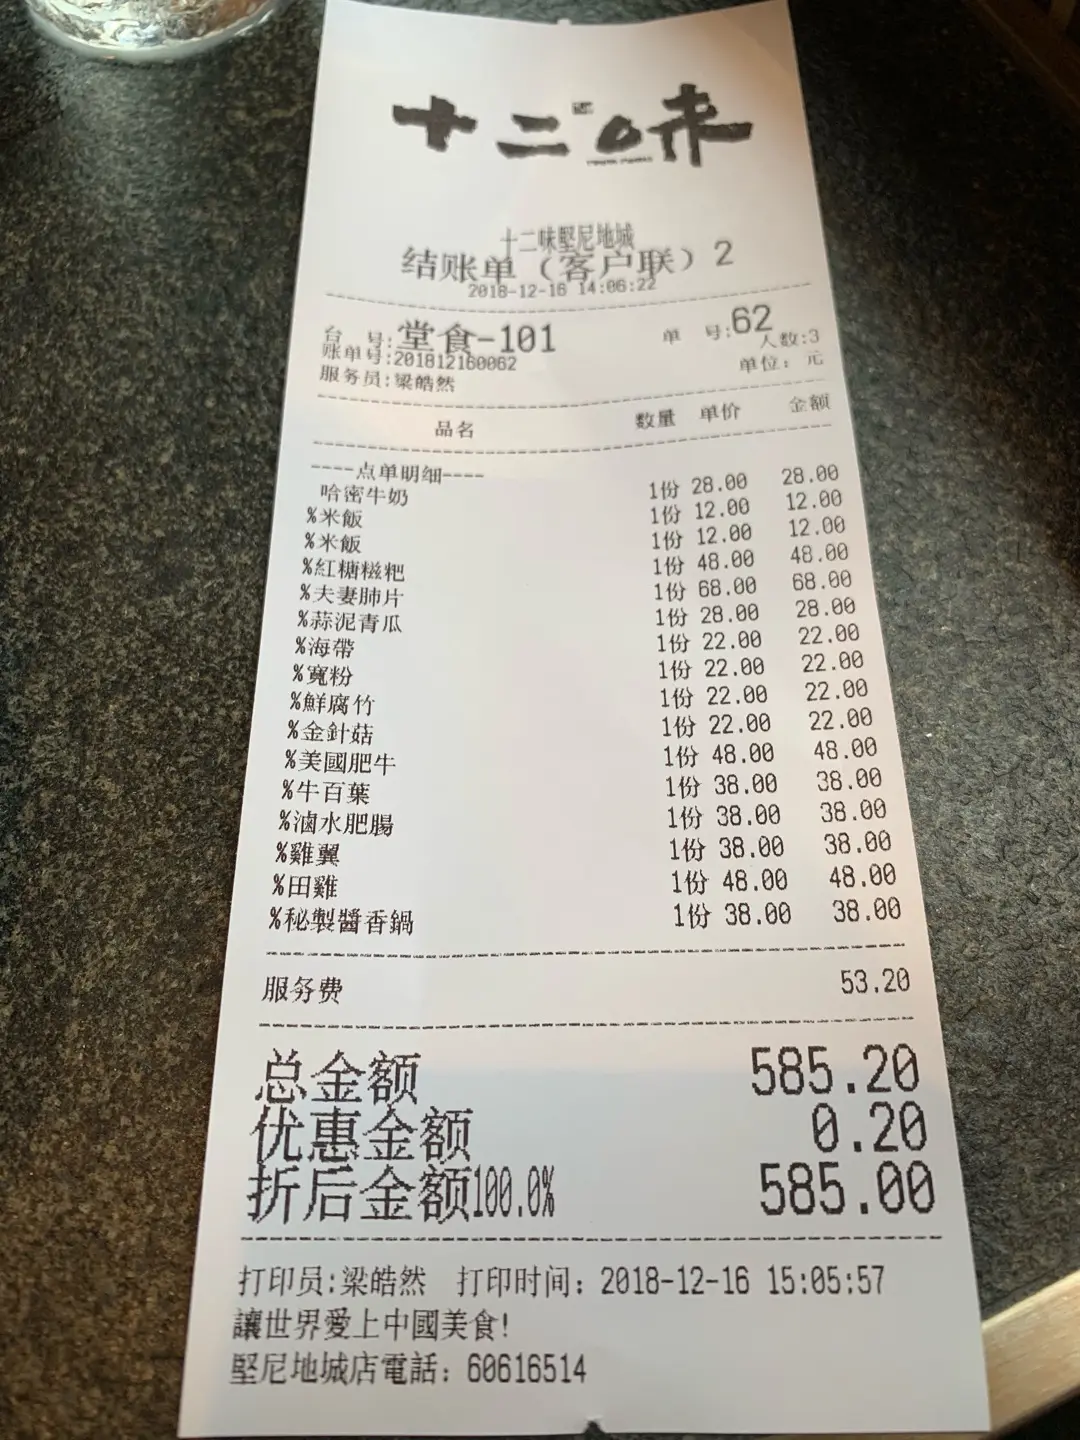 十二味
十二味堅尼地城
结账单（客户联）2
2018-12-16 14:06:22
台 号:堂食-101 单 号:62
账单号:201812160062 人数:3
服务员:梁皓然 单位: 元
品名 数量 单价 金额
----点单明细----
哈密牛奶 1份 28.00 28.00
%米飯 1份 12.00 12.00
%米飯 1份 12.00 12.00
%紅糖糍粑 1份 48.00 48.00
%夫妻肺片 1份 68.00 68.00
%蒜泥青瓜 1份 28.00 28.00
%海帶 1份 22.00 22.00
%寬粉 1份 22.00 22.00
%鮮腐竹 1份 22.00 22.00
%金針菇 1份 22.00 22.00
%美國肥牛 1份 48.00 48.00
%牛百葉 1份 38.00 38.00
%滷水肥腸 1份 38.00 38.00
%雞翼 1份 38.00 38.00
%田雞 1份 48.00 48.00
%秘製醬香鍋 1份 38.00 38.00
服务费 53.20
总金额 585.20
优惠金额 0.20
折后金额100.0% 585.00
打印员:梁皓然 打印时间: 2018-12-16 15:05:57
讓世界愛上中國美食!
堅尼地城店電話: 60616514